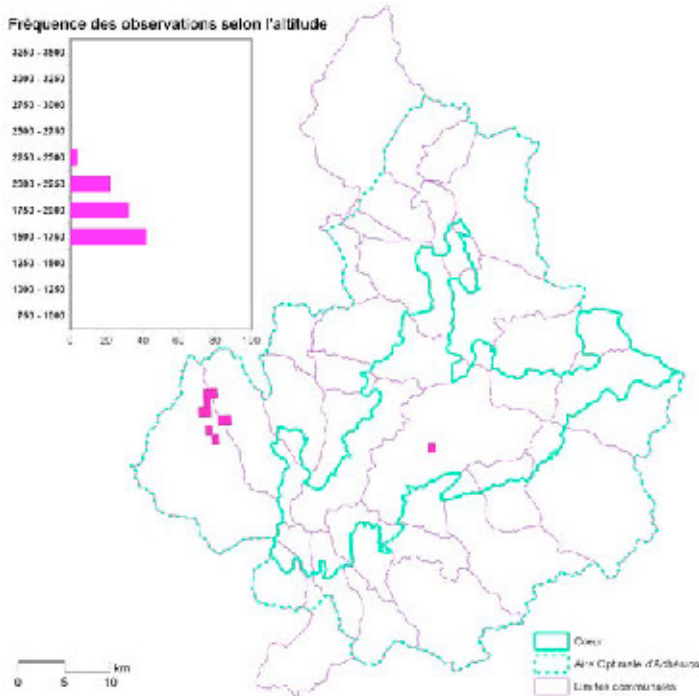 Fréquence des observations selon l'altitude
3250 - 3500
3000 - 3250
2750 - 3000
2500 - 2750
2250 - 2500
2000 - 2250
1750 - 2000
1500 - 1750
1250 - 1500
1000 - 1250
750 - 1000
0 20 40 60 80 100
Cœur
Aire Optimale d'Adhésion
Limites communales
km
0 5 10